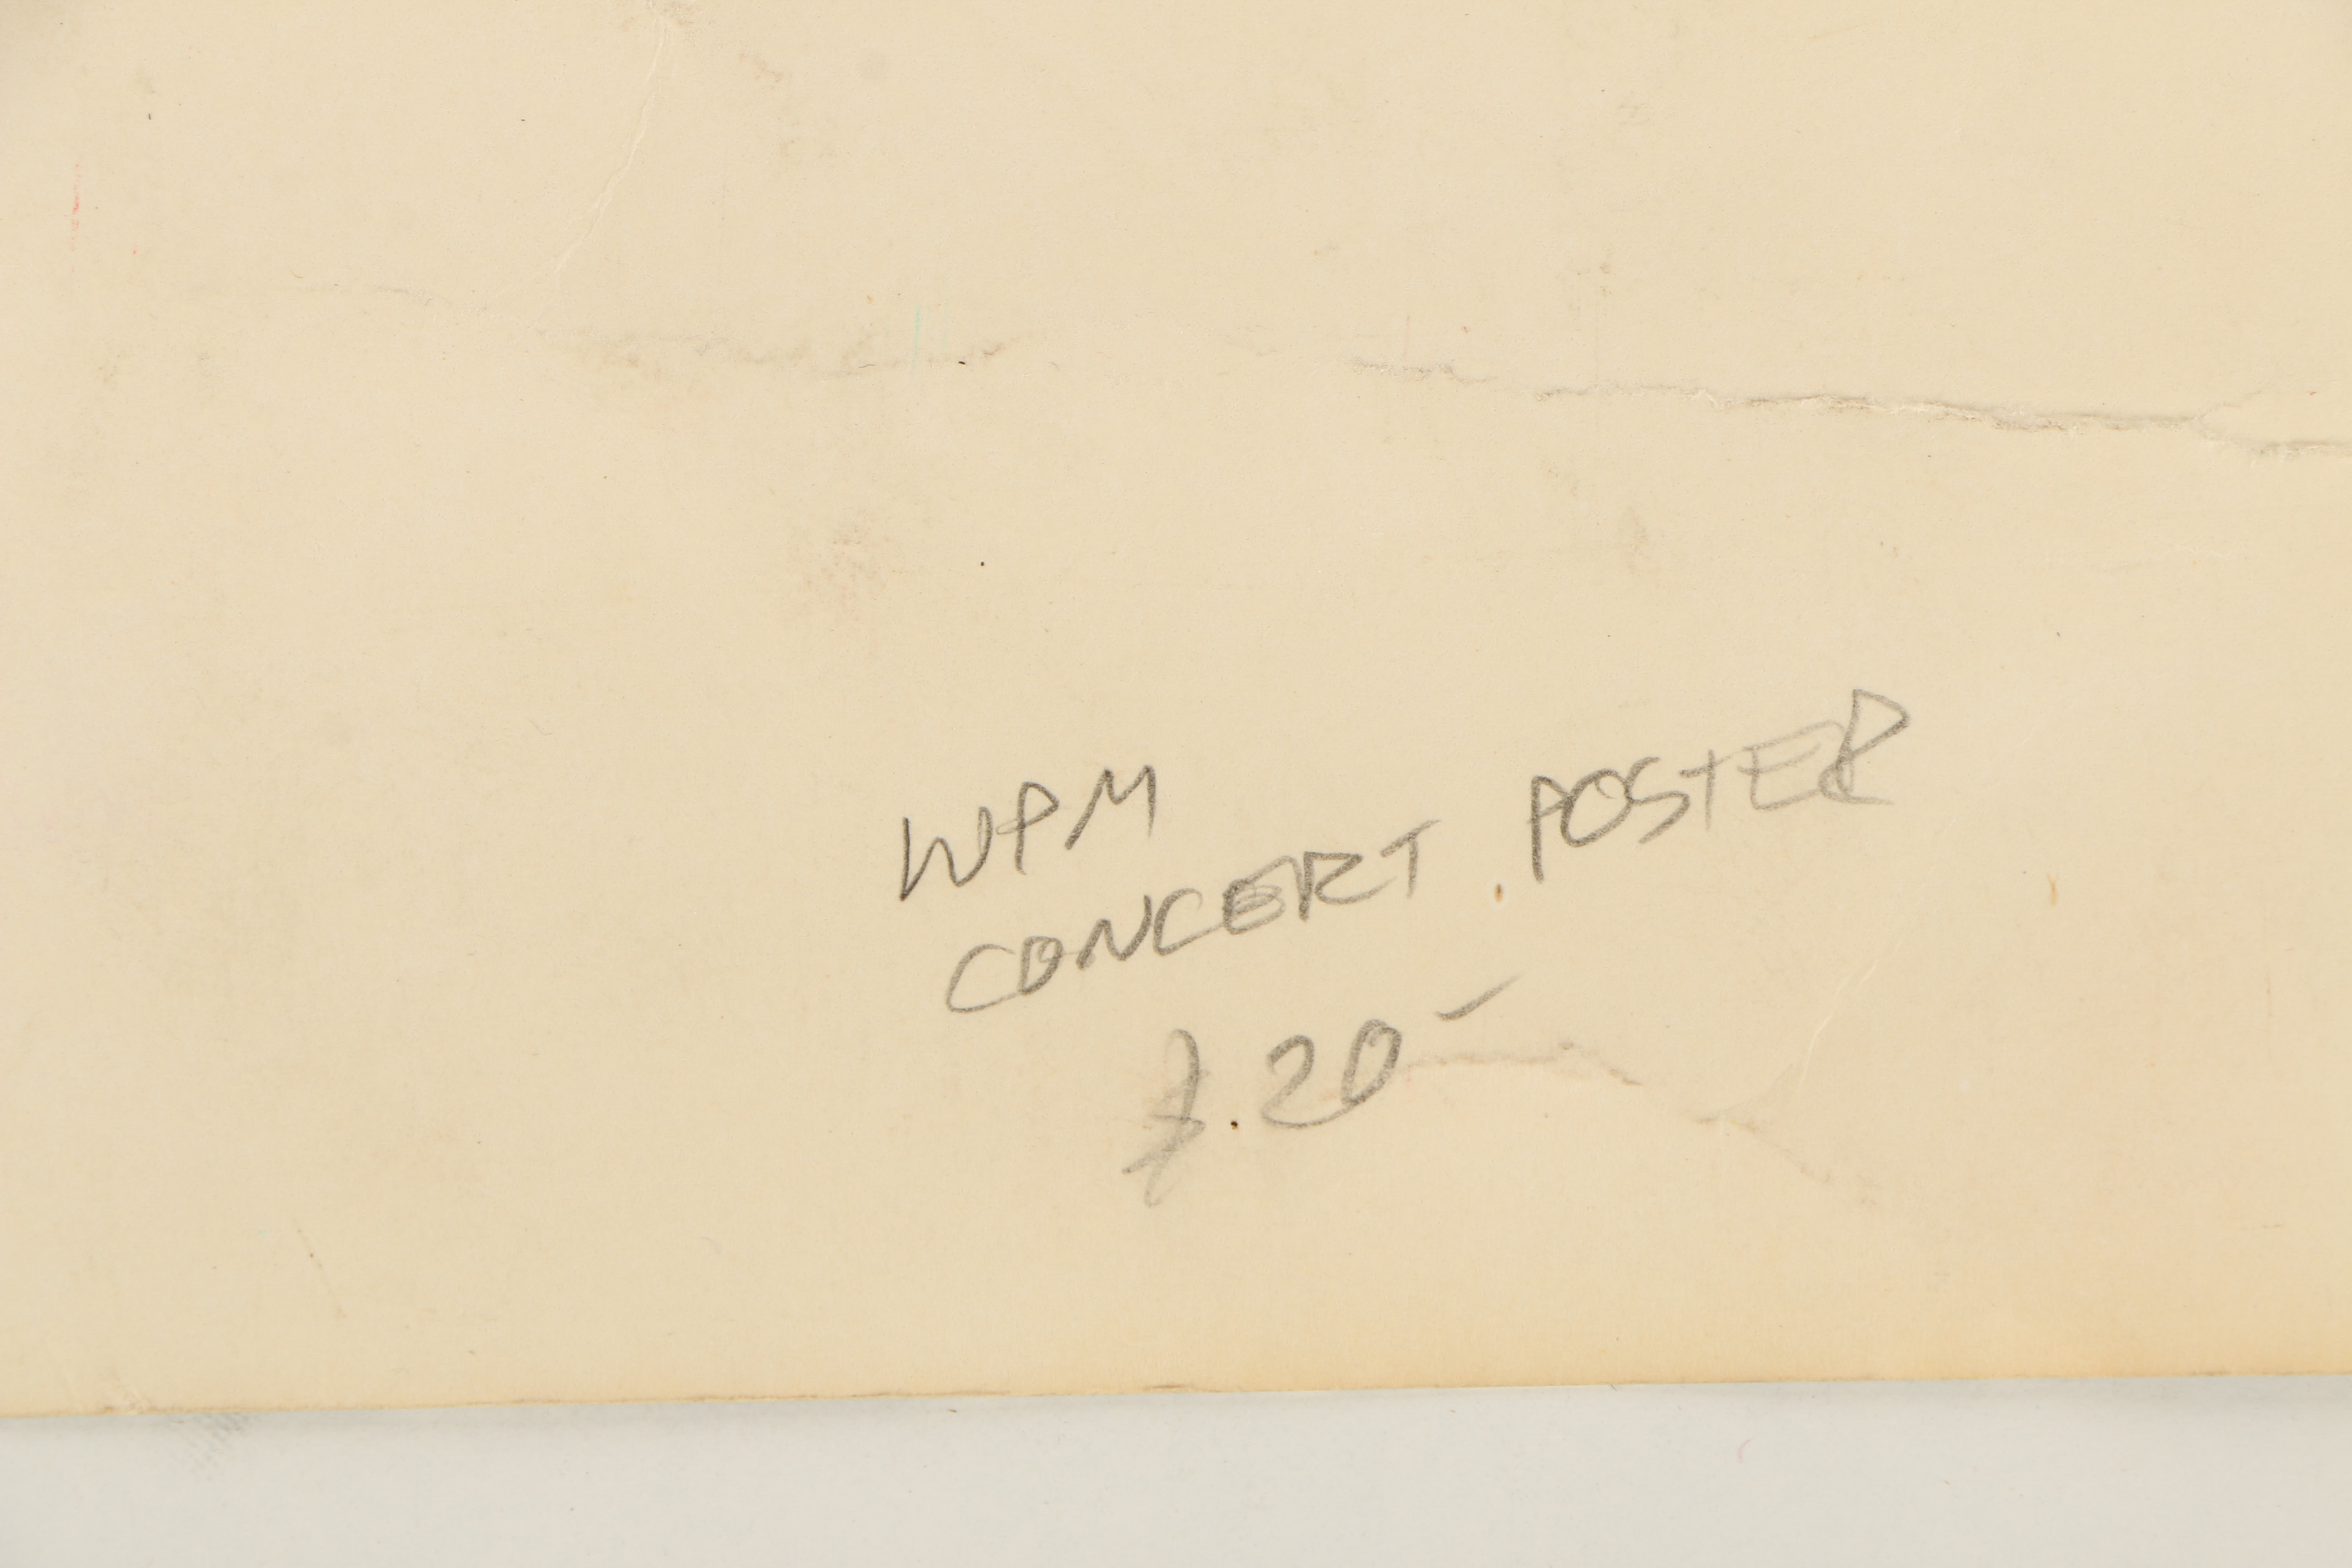 WPM
CONCERT POSTER
£.20-